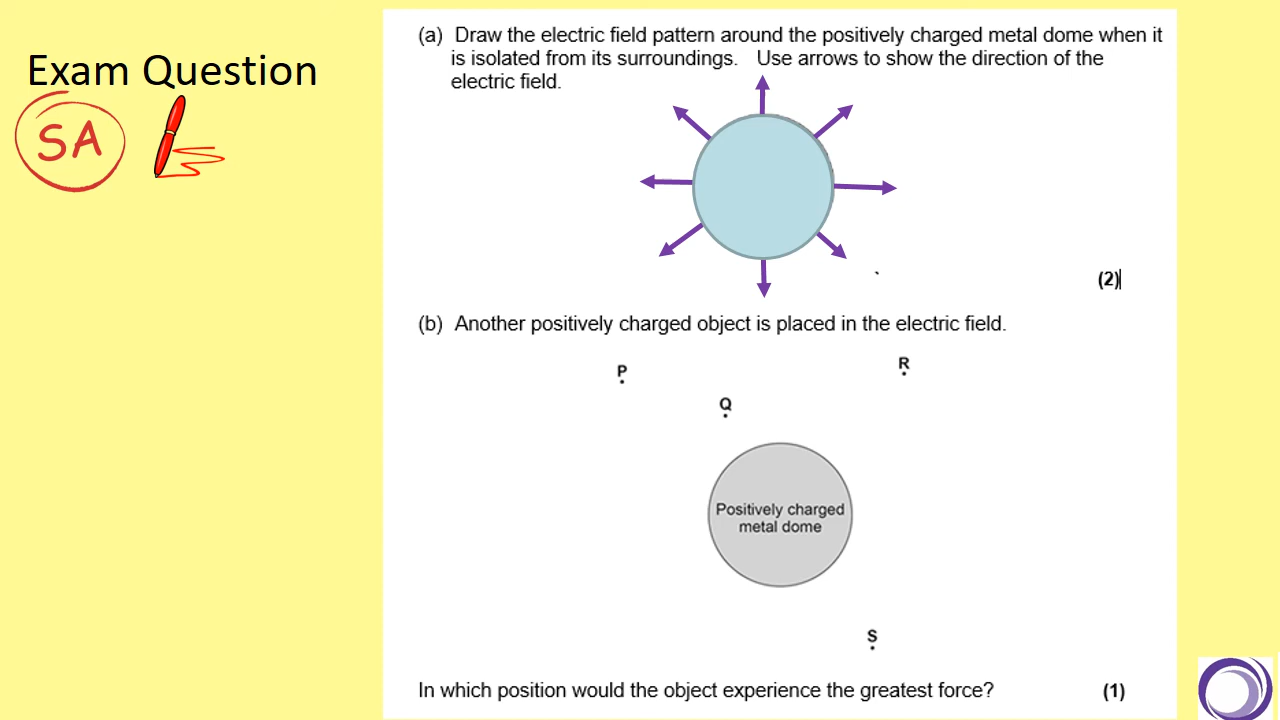 Exam Question
SA
(a) Draw the electric field pattern around the positively charged metal dome when it
is isolated from its surroundings. Use arrows to show the direction of the
electric field.
(2)
(b) Another positively charged object is placed in the electric field.
P
R
Q
Positively charged
metal dome
S
In which position would the object experience the greatest force? (1)